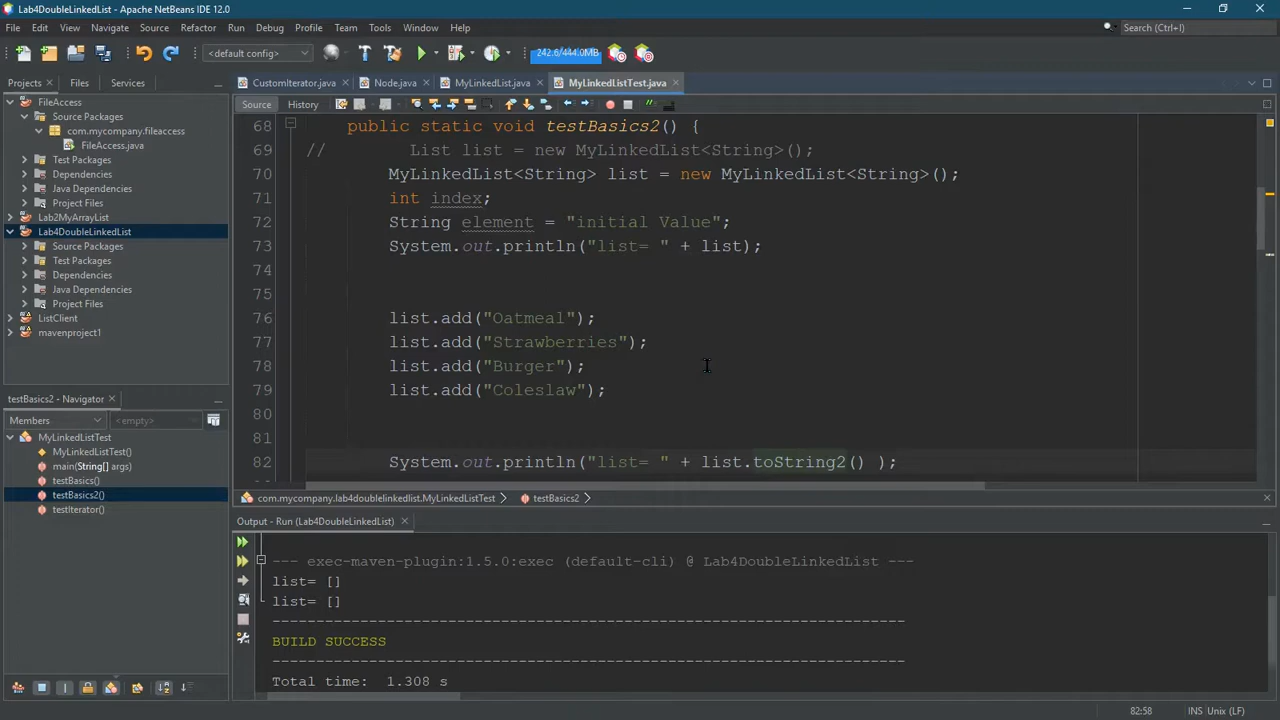 Lab4DoubleLinkedList - Apache NetBeans IDE 12.0
File Edit View Navigate Source Refactor Run Debug Profile Team Tools Window Help
Search (Ctrl+I)
<default config>
242.6/444.0MB
Projects Files Services
CustomIterator.java Node.java MyLinkedList.java MyLinkedListTest.java
Source History
FileAccess
Source Packages
com.mycompany.fileaccess
FileAccess.java
Test Packages
Dependencies
Java Dependencies
Project Files
Lab2MyArrayList
Lab4DoubleLinkedList
Source Packages
Test Packages
Dependencies
Java Dependencies
Project Files
ListClient
mavenproject1
68 public static void testBasics2() {
69 // List list = new MyLinkedList<String>();
70 MyLinkedList<String> list = new MyLinkedList<String>();
71 int index;
72 String element = "initial Value";
73 System.out.println("list= " + list);
74
75
76 list.add("Oatmeal");
77 list.add("Strawberries");
78 list.add("Burger");
79 list.add("Coleslaw");
80
81
82 System.out.println("list= " + list.toString2() );
com.mycompany.lab4doublelinkedlist.MyLinkedListTest testBasics2
testBasics2 - Navigator
Members <empty>
MyLinkedListTest
MyLinkedListTest()
main(String[] args)
testBasics()
testBasics2()
testIterator()
Output - Run (Lab4DoubleLinkedList)
--- exec-maven-plugin:1.5.0:exec (default-cli) @ Lab4DoubleLinkedList ---
list= []
list= []
------------------------------------------------------------------------
BUILD SUCCESS
------------------------------------------------------------------------
Total time: 1.308 s
82:58 INS Unix (LF)